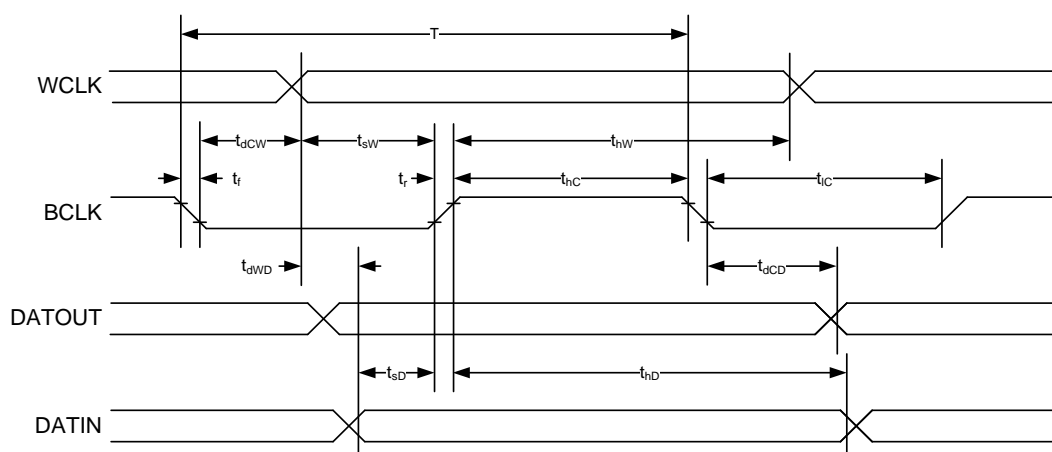 T
WCLK
tdCW
tsW
thW
tf
tr
thC
tlC
BCLK
tdWD
tdCD
DATOUT
tsD
thD
DATIN